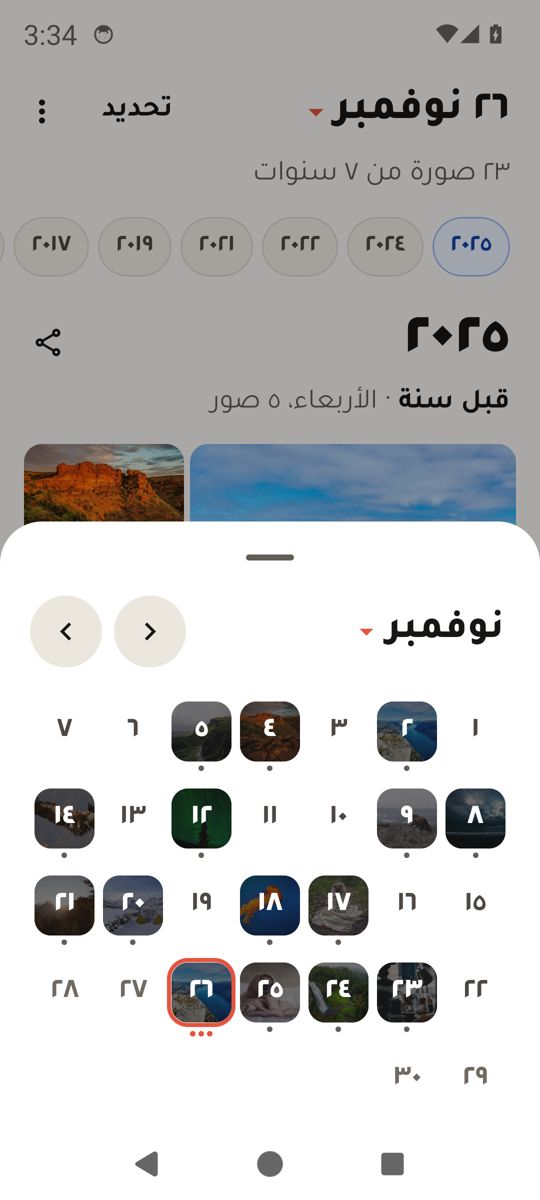 3:34
٢٦ نوفمبر
تحديد
٢٣ صورة من ٧ سنوات
٢٠٢٥ ٢٠٢٤ ٢٠٢٢ ٢٠٢١ ٢٠١٩ ٢٠١٧
٢٠٢٥
قبل سنة · الأربعاء، ٥ صور
نوفمبر
١ ٢ ٣ ٤ ٥ ٦ ٧
٨ ٩ ١٠ ١١ ١٢ ١٣ ١٤
١٥ ١٦ ١٧ ١٨ ١٩ ٢٠ ٢١
٢٢ ٢٣ ٢٤ ٢٥ ٢٦ ٢٧ ٢٨
٢٩ ٣٠